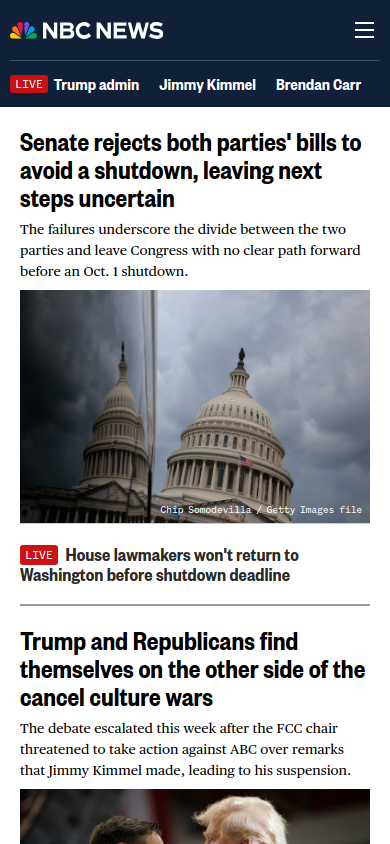 NBC NEWS
LIVE Trump admin Jimmy Kimmel Brendan Carr
Senate rejects both parties' bills to
avoid a shutdown, leaving next
steps uncertain
The failures underscore the divide between the two
parties and leave Congress with no clear path forward
before an Oct. 1 shutdown.
Chip Somodevilla / Getty Images file
LIVE House lawmakers won't return to
Washington before shutdown deadline
Trump and Republicans find
themselves on the other side of the
cancel culture wars
The debate escalated this week after the FCC chair
threatened to take action against ABC over remarks
that Jimmy Kimmel made, leading to his suspension.